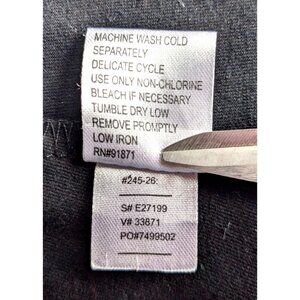 MACHINE WASH COLD
SEPARATELY
DELICATE CYCLE
USE ONLY NON-CHLORINE
BLEACH IF NECESSARY
TUMBLE DRY LOW
REMOVE PROMPTLY
LOW IRON
RN#91871
#245-26:
S# E27199
V# 33871
PO#7499502